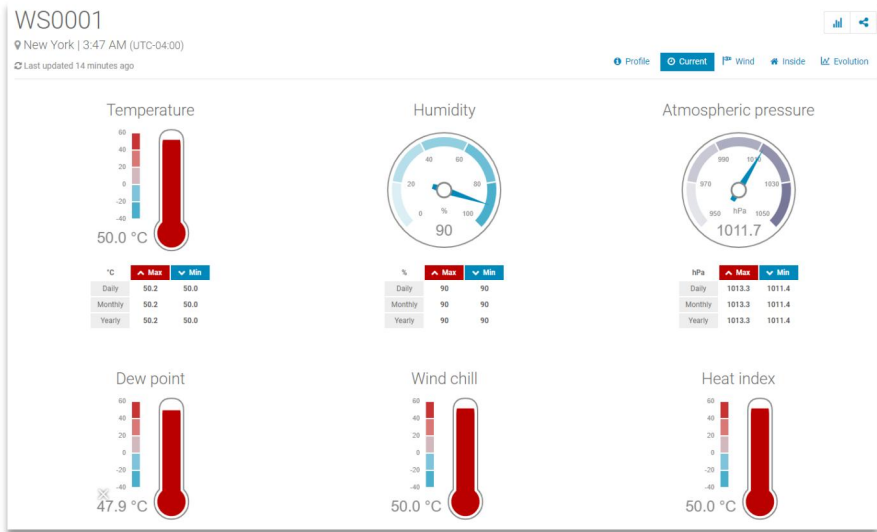 WS0001
New York | 3:47 AM (UTC-04:00)
Last updated 14 minutes ago
Profile Current Wind Inside Evolution
Temperature
60
40
20
0
-20
-40
50.0 °C
°C Max Min
Daily 50.2 50.0
Monthly 50.2 50.0
Yearly 50.2 50.0
Humidity
40 60
20 80
0 % 100
90
% Max Min
Daily 90 90
Monthly 90 90
Yearly 90 90
Atmospheric pressure
990 1010
970 1030
950 hPa 1050
1011.7
hPa Max Min
Daily 1013.3 1011.4
Monthly 1013.3 1011.4
Yearly 1013.3 1011.4
Dew point
60
40
20
0
-20
-40
47.9 °C
Wind chill
60
40
20
0
-20
-40
50.0 °C
Heat index
60
40
20
0
-20
-40
50.0 °C